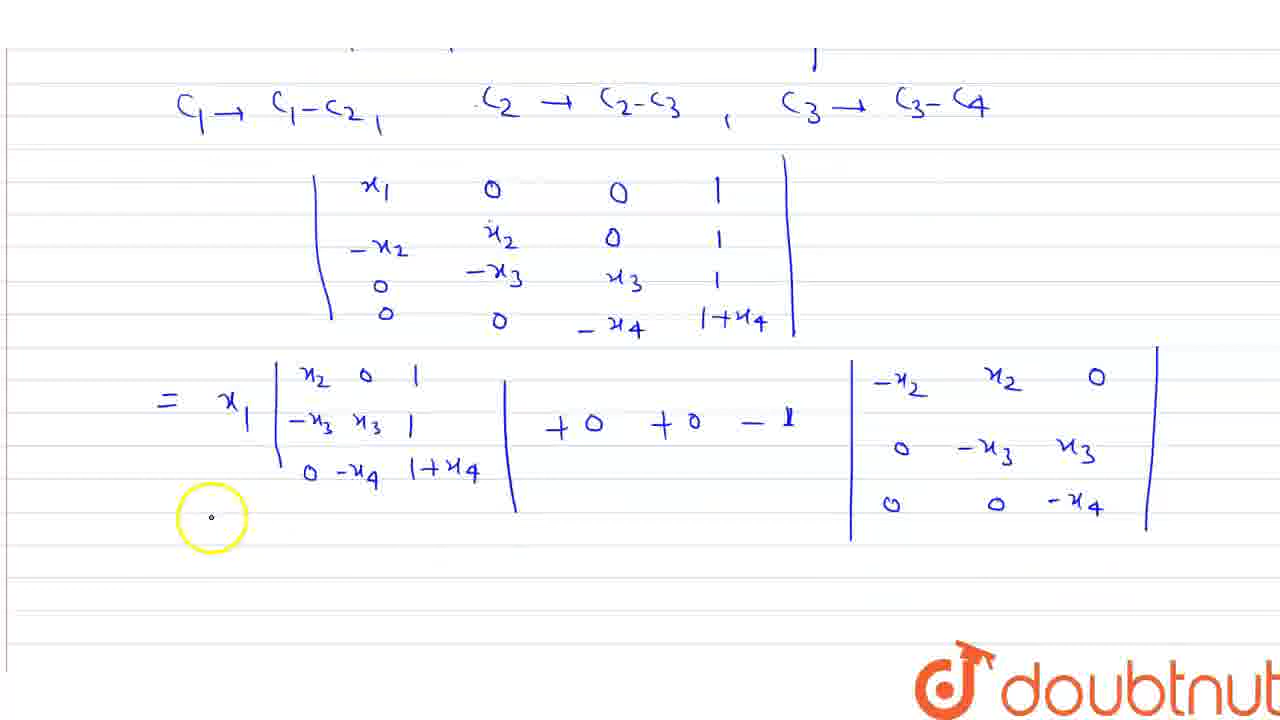 C₁ → C₁ - C₂, C₂ → C₂ - C₃, C₃ → C₃ - C₄
| x₁ 0 0 1 |
| -x₂ x₂ 0 1 |
| 0 -x₃ x₃ 1 |
| 0 0 -x₄ 1+x₄ |
= x₁ | x₂ 0 1 | + 0 + 0 - 1 | -x₂ x₂ 0 |
| -x₃ x₃ 1 | | 0 -x₃ x₃ |
| 0 -x₄ 1+x₄ | | 0 0 -x₄ |
doubtnut